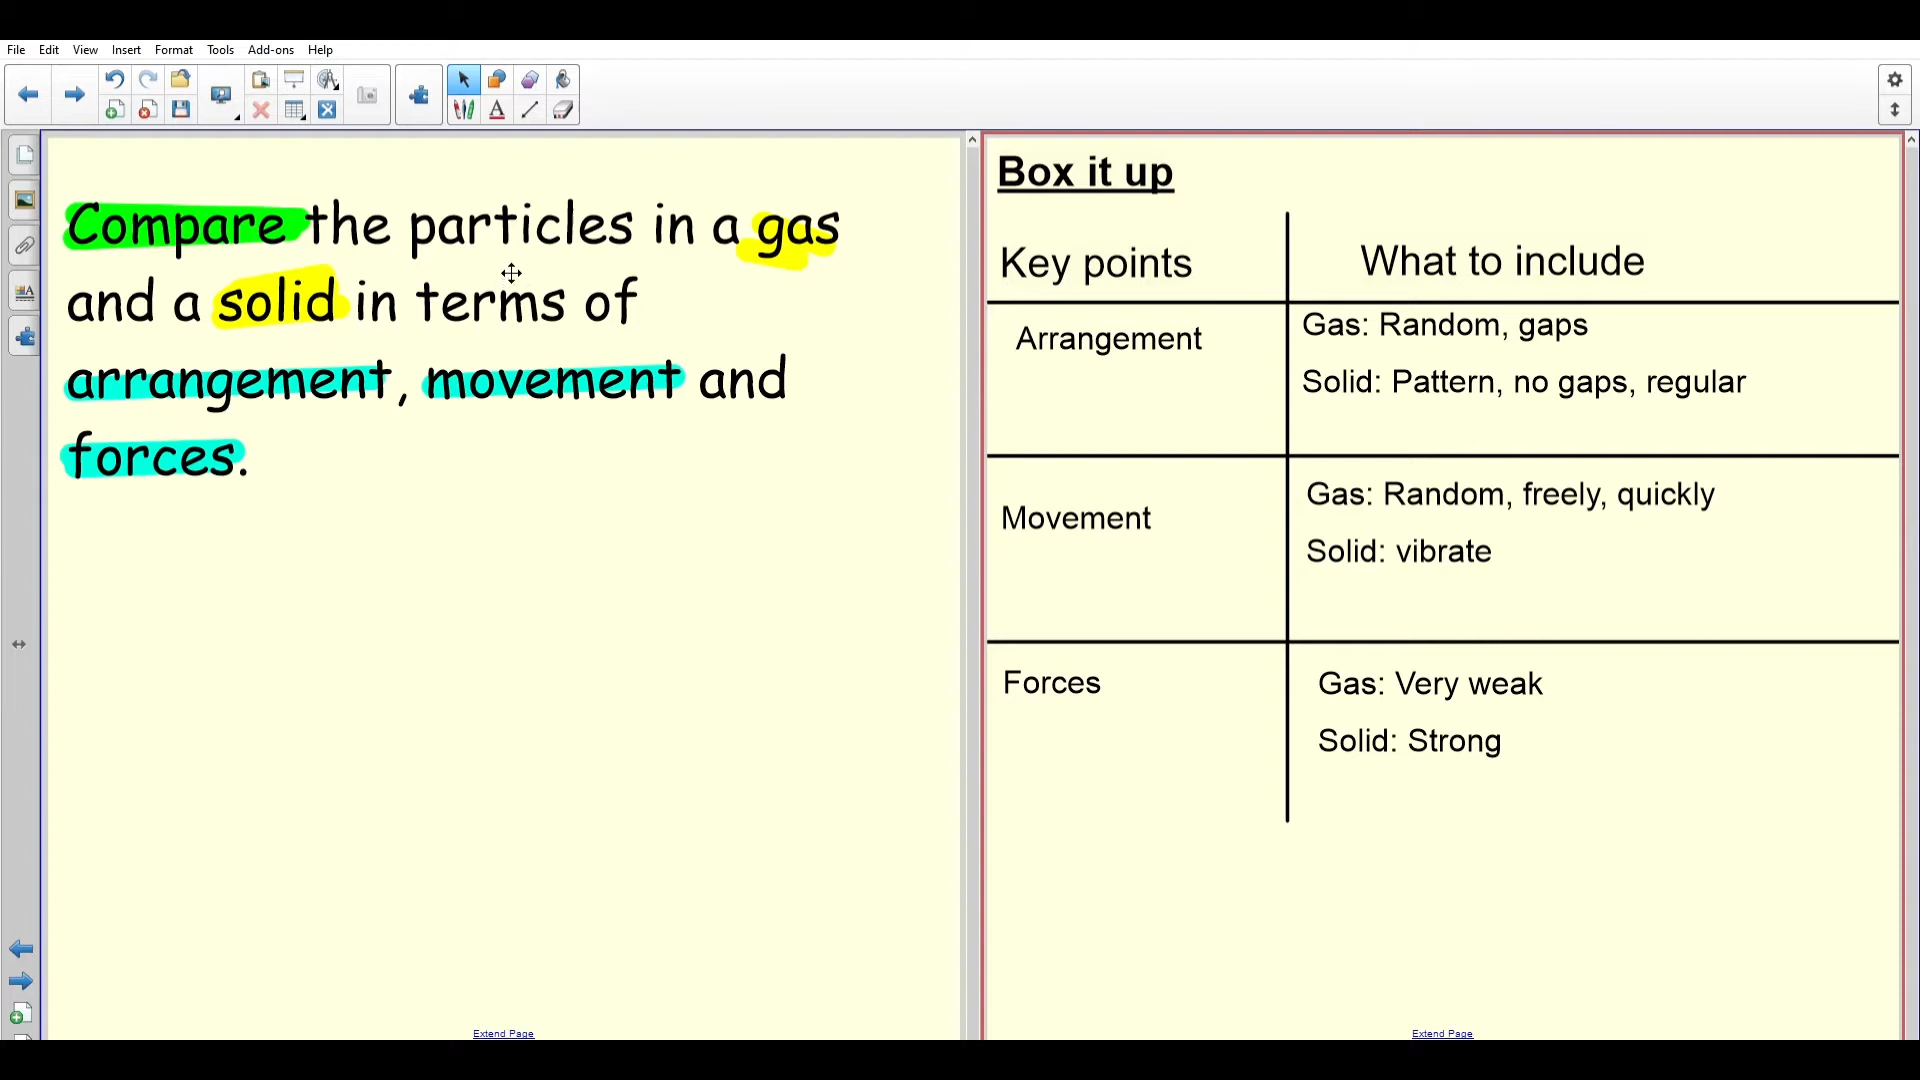 File Edit View Insert Format Tools Add-ons Help
Compare the particles in a gas
and a solid in terms of
arrangement, movement and
forces.
Extend Page
Box it up
Key points What to include
Arrangement
Gas: Random, gaps
Solid: Pattern, no gaps, regular
Movement
Gas: Random, freely, quickly
Solid: vibrate
Forces
Gas: Very weak
Solid: Strong
Extend Page